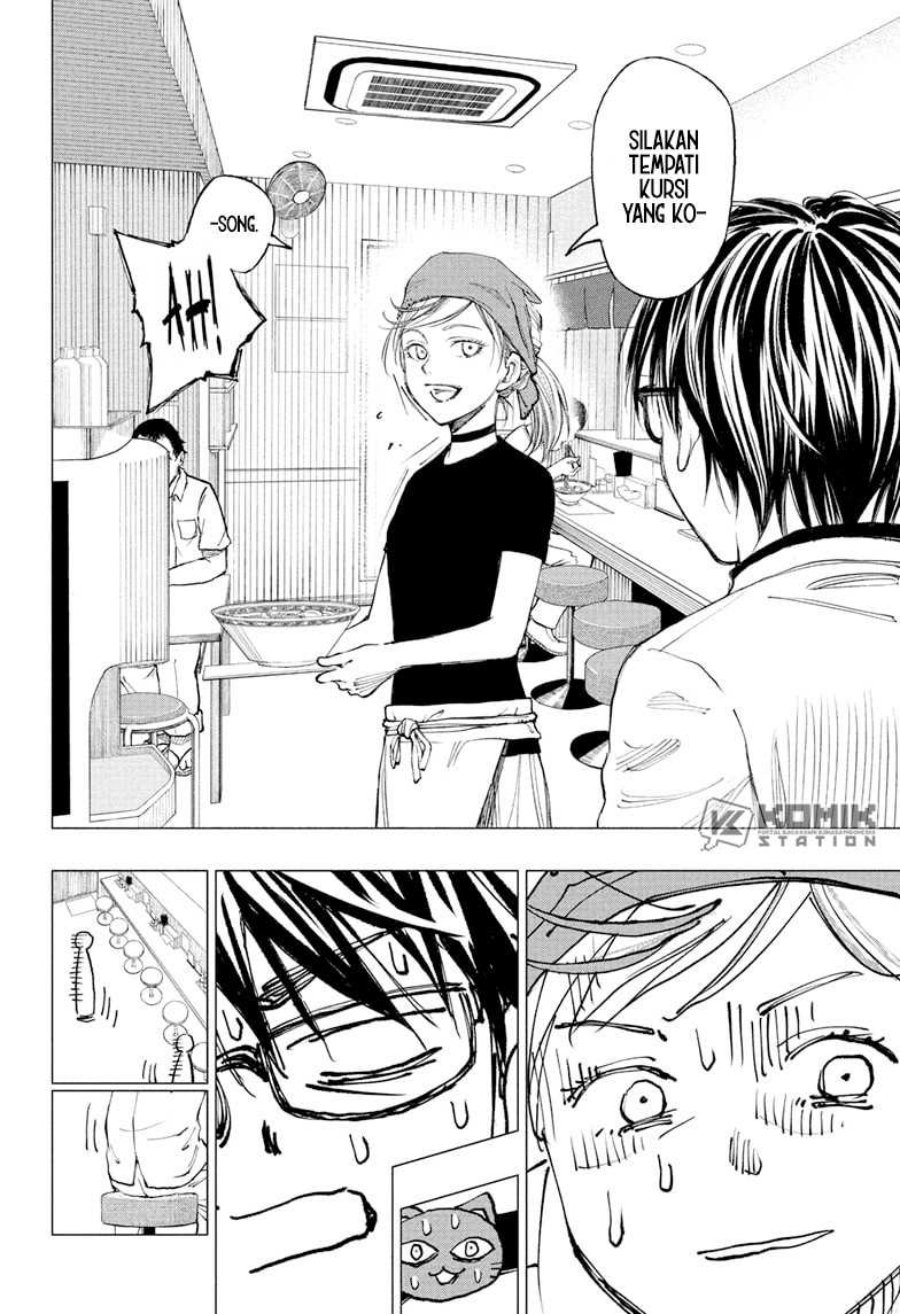 SILAKAN
TEMPATI
KURSI
YANG KO-
-SONG.
AH!
KOMIK
STATION